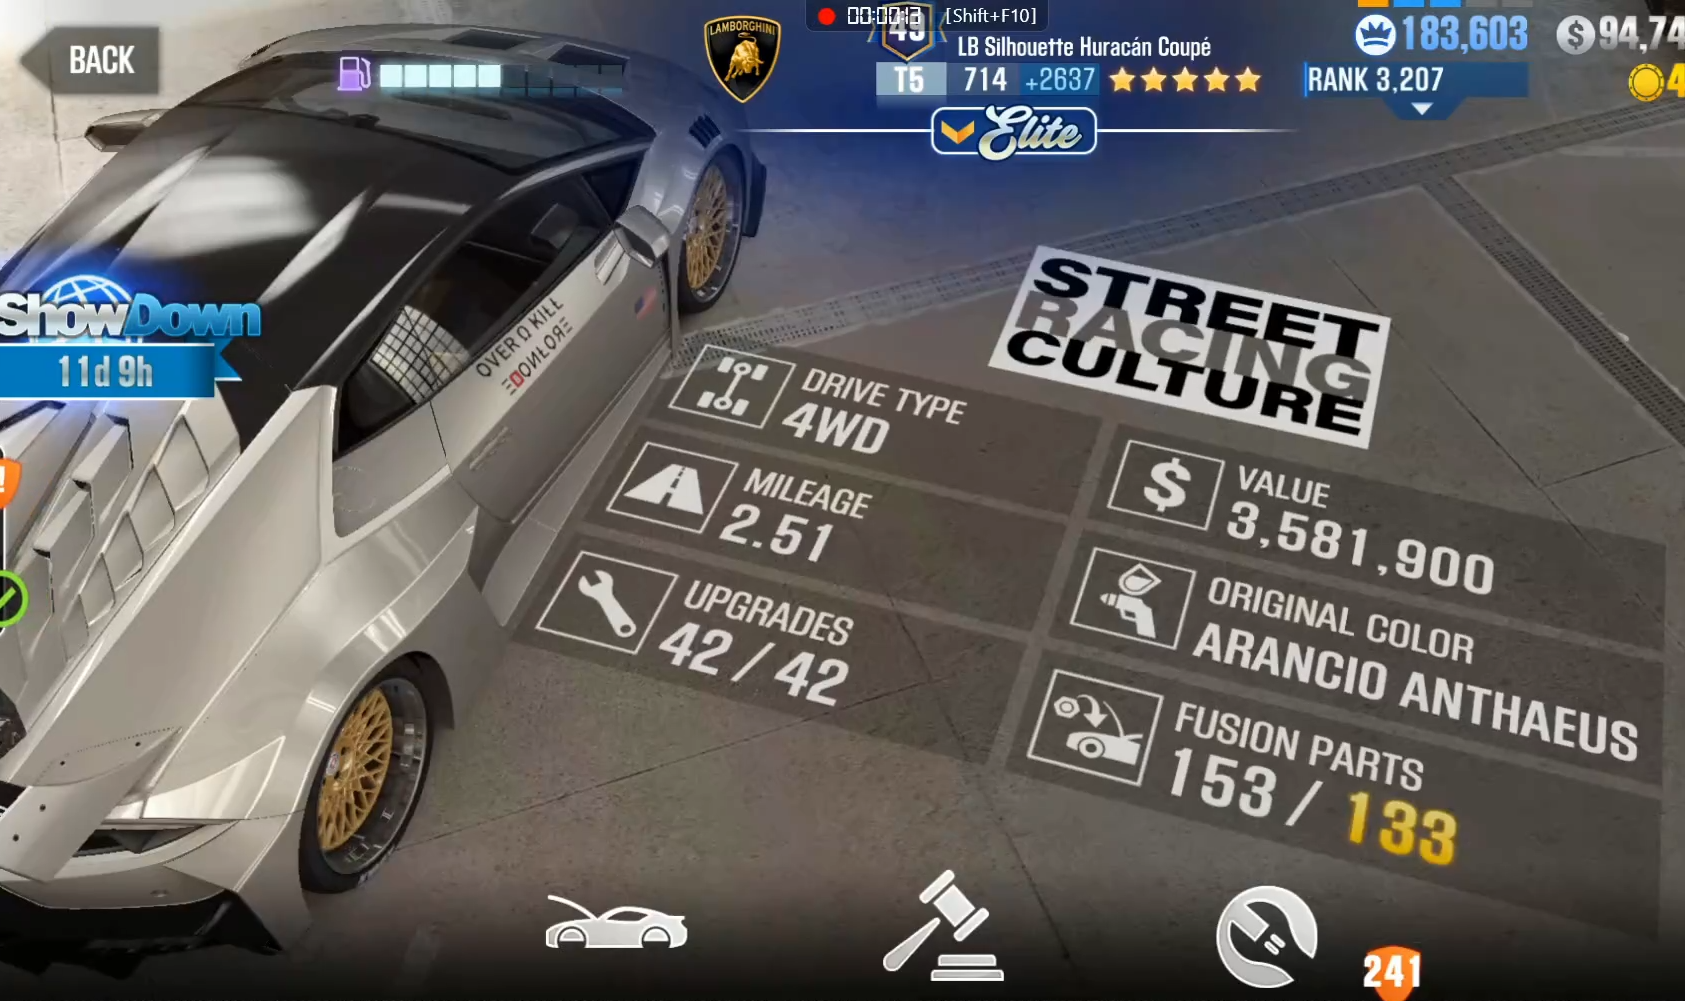 00:00:13 [Shift+F10]
BACK
LAMBORGHINI
49
LB Silhouette Huracán Coupé
183,603
T5 714 +2637
RANK 3,207
Elite
STREET
RACING
CULTURE
ShowDown
11d 9h
OVER Ω KILL
DRIVE TYPE
4WD
MILEAGE
2.51
UPGRADES
42 / 42
VALUE
3,581,900
ORIGINAL COLOR
ARANCIO ANTHAEUS
FUSION PARTS
153 / 133
241